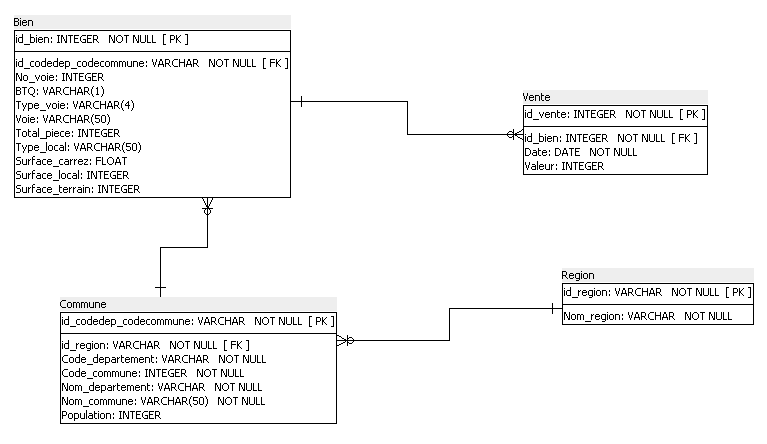 Bien
id_bien: INTEGER NOT NULL [ PK ]
id_codedep_codecommune: VARCHAR NOT NULL [ FK ]
No_voie: INTEGER
BTQ: VARCHAR(1)
Type_voie: VARCHAR(4)
Voie: VARCHAR(50)
Total_piece: INTEGER
Type_local: VARCHAR(50)
Surface_carrez: FLOAT
Surface_local: INTEGER
Surface_terrain: INTEGER
Vente
id_vente: INTEGER NOT NULL [ PK ]
id_bien: INTEGER NOT NULL [ FK ]
Date: DATE NOT NULL
Valeur: INTEGER
Commune
id_codedep_codecommune: VARCHAR NOT NULL [ PK ]
id_region: VARCHAR NOT NULL [ FK ]
Code_departement: VARCHAR NOT NULL
Code_commune: INTEGER NOT NULL
Nom_departement: VARCHAR NOT NULL
Nom_commune: VARCHAR(50) NOT NULL
Population: INTEGER
Region
id_region: VARCHAR NOT NULL [ PK ]
Nom_region: VARCHAR NOT NULL